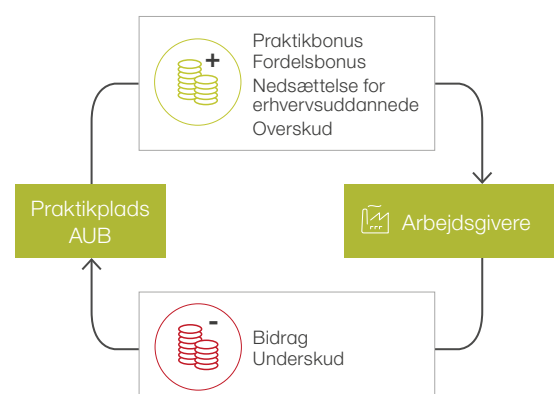 +
Praktikbonus
Fordelsbonus
Nedsættelse for
erhvervsuddannede
Overskud
Praktikplads
AUB
Arbejdsgivere
-
Bidrag
Underskud